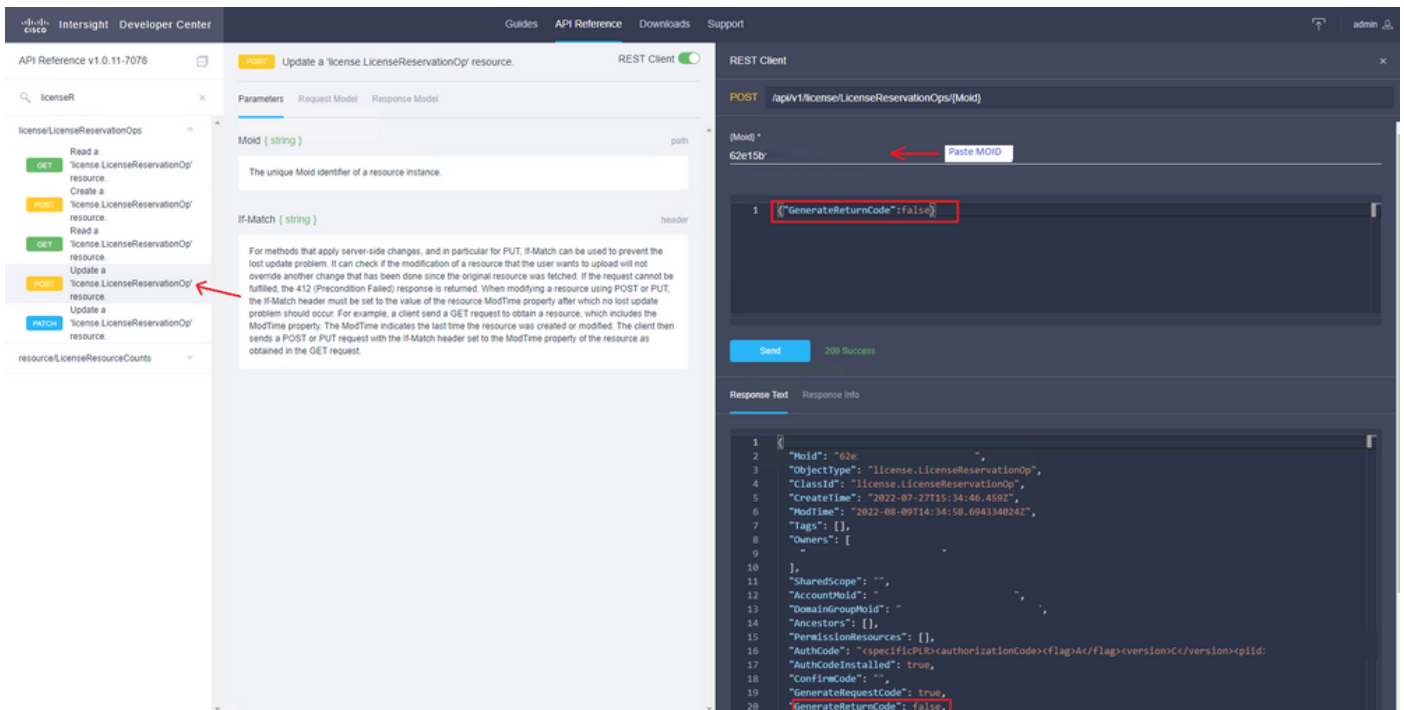 cisco Intersight Developer Center
Guides API Reference Downloads Support
admin
API Reference v1.0.11-7078
licenseR
license/LicenseReservationOps
GET
Read a
'license.LicenseReservationOp'
resource.
POST
Create a
'license.LicenseReservationOp'
resource.
GET
Read a
'license.LicenseReservationOp'
resource.
POST
Update a
'license.LicenseReservationOp'
resource.
PATCH
Update a
'license.LicenseReservationOp'
resource.
resource/LicenseResourceCounts
POST Update a 'license.LicenseReservationOp' resource.
REST Client
Parameters Request Model Response Model
Moid { string } path
The unique Moid identifier of a resource instance.
If-Match { string } header
For methods that apply server-side changes, and in particular for PUT, If-Match can be used to prevent the
lost update problem. It can check if the modification of a resource that the user wants to upload will not
override another change that has been done since the original resource was fetched. If the request cannot be
fulfilled, the 412 (Precondition Failed) response is returned. When modifying a resource using POST or PUT,
the If-Match header must be set to the value of the resource ModTime property after which no lost update
problem should occur. For example, a client send a GET request to obtain a resource, which includes the
ModTime property. The ModTime indicates the last time the resource was created or modified. The client then
sends a POST or PUT request with the If-Match header set to the ModTime property of the resource as
obtained in the GET request.
REST Client ×
POST /api/v1/license/LicenseReservationOps/{Moid}
{Moid} *
62e15b
Paste MOID
1 {"GenerateReturnCode":false}
Send 200 Success
Response Text Response Info
1 {
2 "Moid": "62e ",
3 "ObjectType": "license.LicenseReservationOp",
4 "ClassId": "license.LicenseReservationOp",
5 "CreateTime": "2022-07-27T15:34:46.459Z",
6 "ModTime": "2022-08-09T14:34:58.694334024Z",
7 "Tags": [],
8 "Owners": [
9 " "
10 ],
11 "SharedScope": "",
12 "AccountMoid": " ",
13 "DomainGroupMoid": " ",
14 "Ancestors": [],
15 "PermissionResources": [],
16 "AuthCode": "<specificPLR><authorizationCode><flag>A</flag><version>C</version><piid:
17 "AuthCodeInstalled": true,
18 "ConfirmCode": "",
19 "GenerateRequestCode": true,
20 "GenerateReturnCode": false,